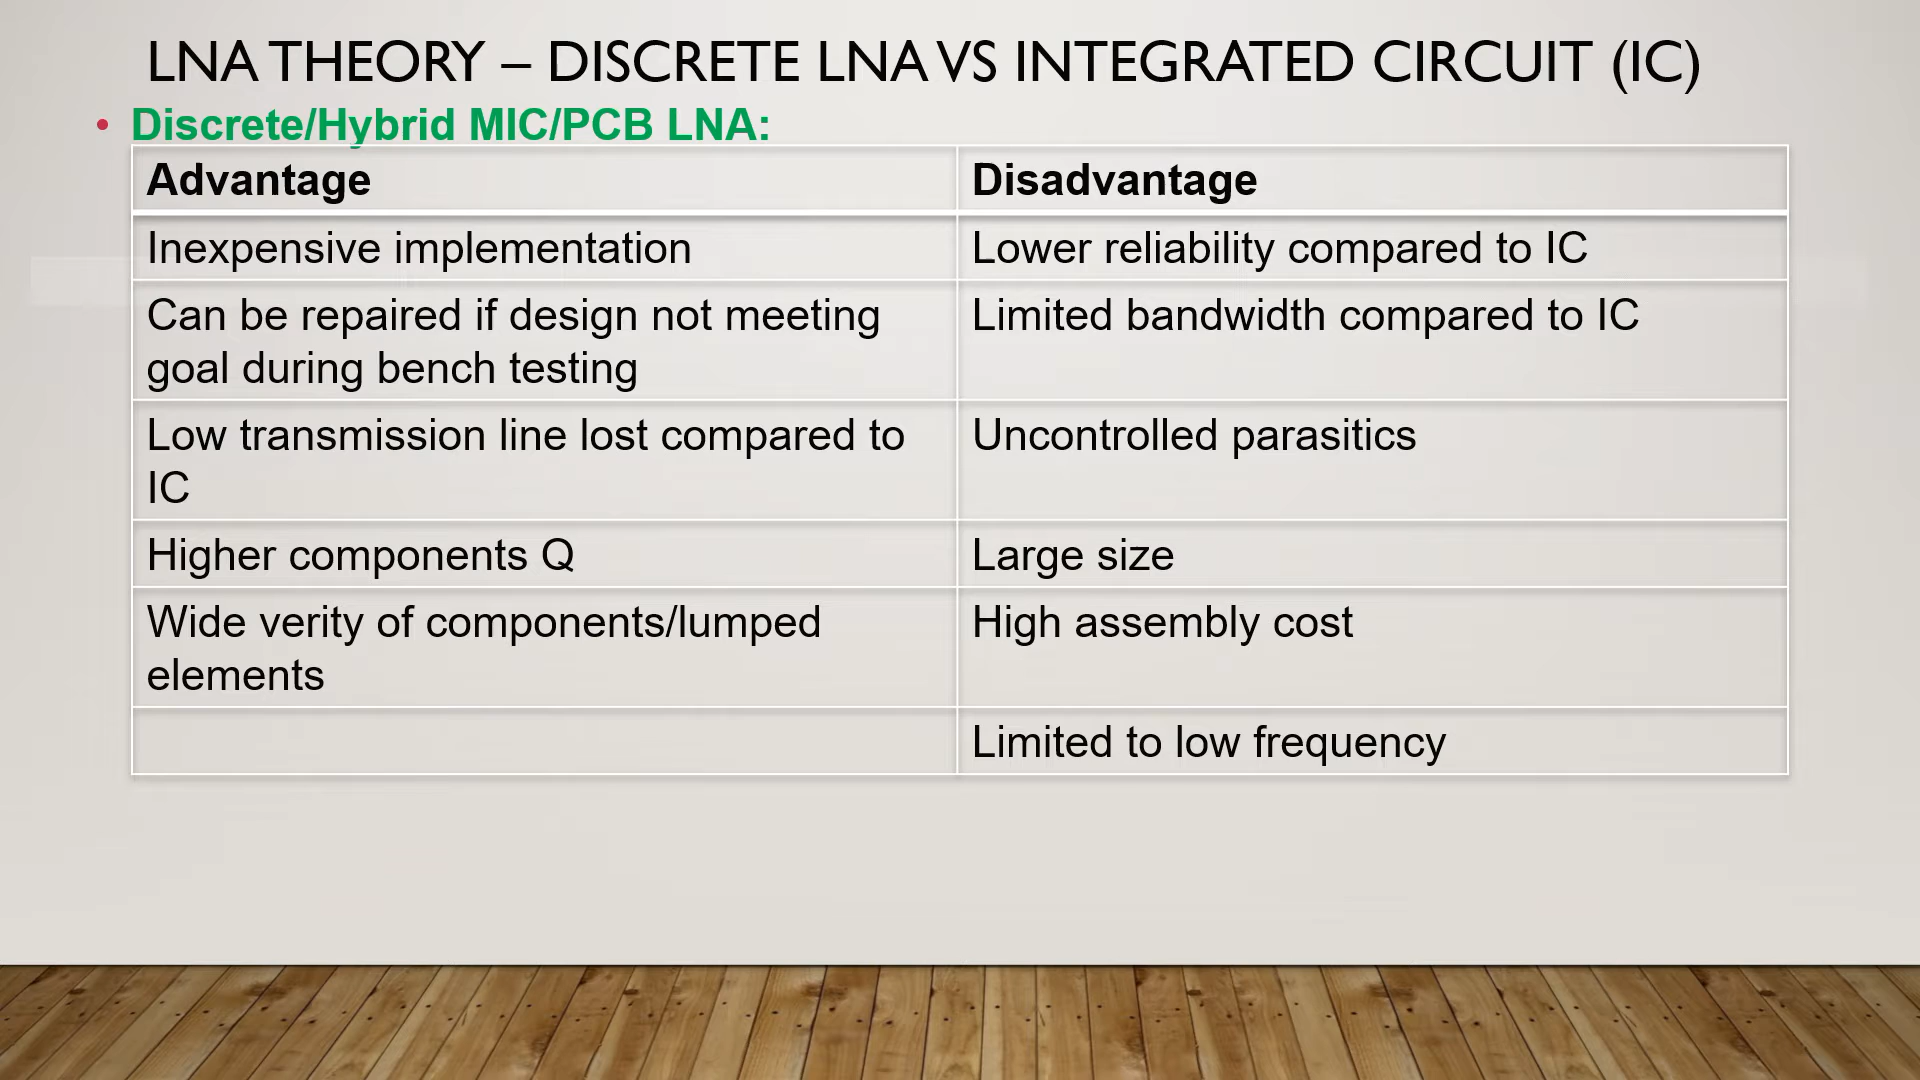 LNA THEORY – DISCRETE LNA VS INTEGRATED CIRCUIT (IC)
• Discrete/Hybrid MIC/PCB LNA:
Advantage
Disadvantage
Inexpensive implementation
Lower reliability compared to IC
Can be repaired if design not meeting
goal during bench testing
Limited bandwidth compared to IC
Low transmission line lost compared to
IC
Uncontrolled parasitics
Higher components Q
Large size
Wide verity of components/lumped
elements
High assembly cost
Limited to low frequency